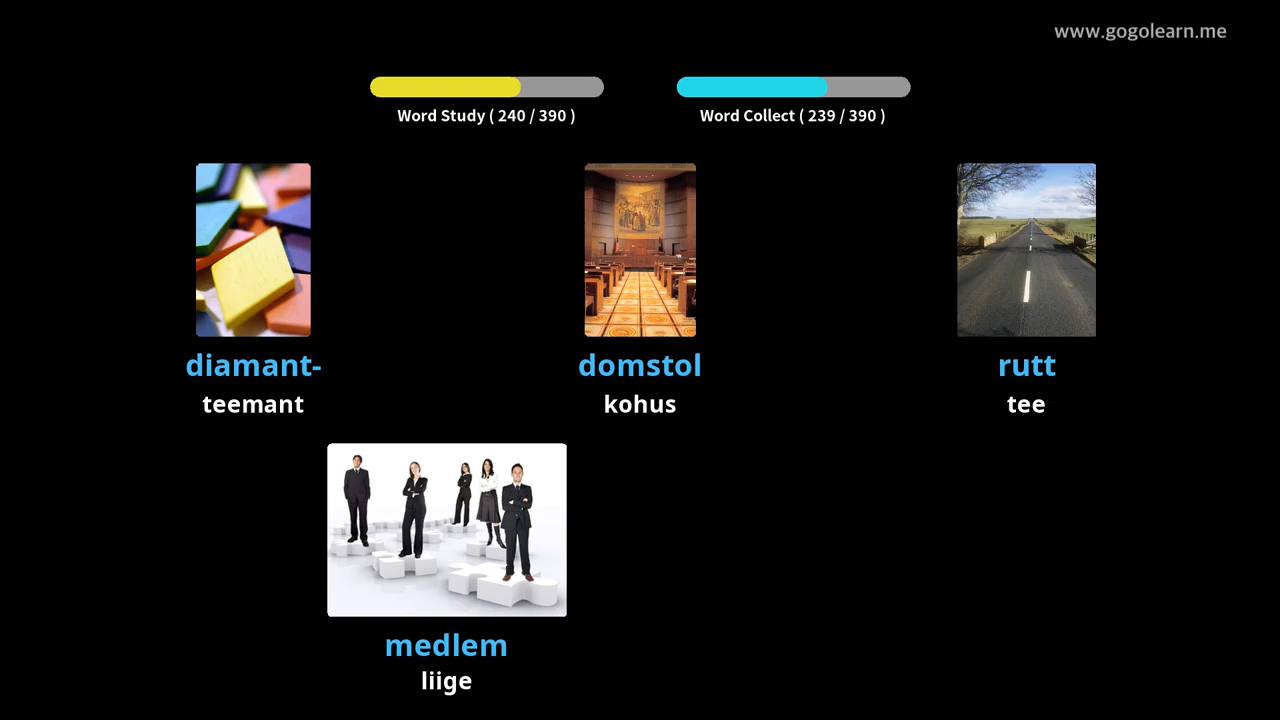 www.gogolearn.me
Word Study ( 240 / 390 )
Word Collect ( 239 / 390 )
diamant-
teemant
domstol
kohus
rutt
tee
medlem
liige